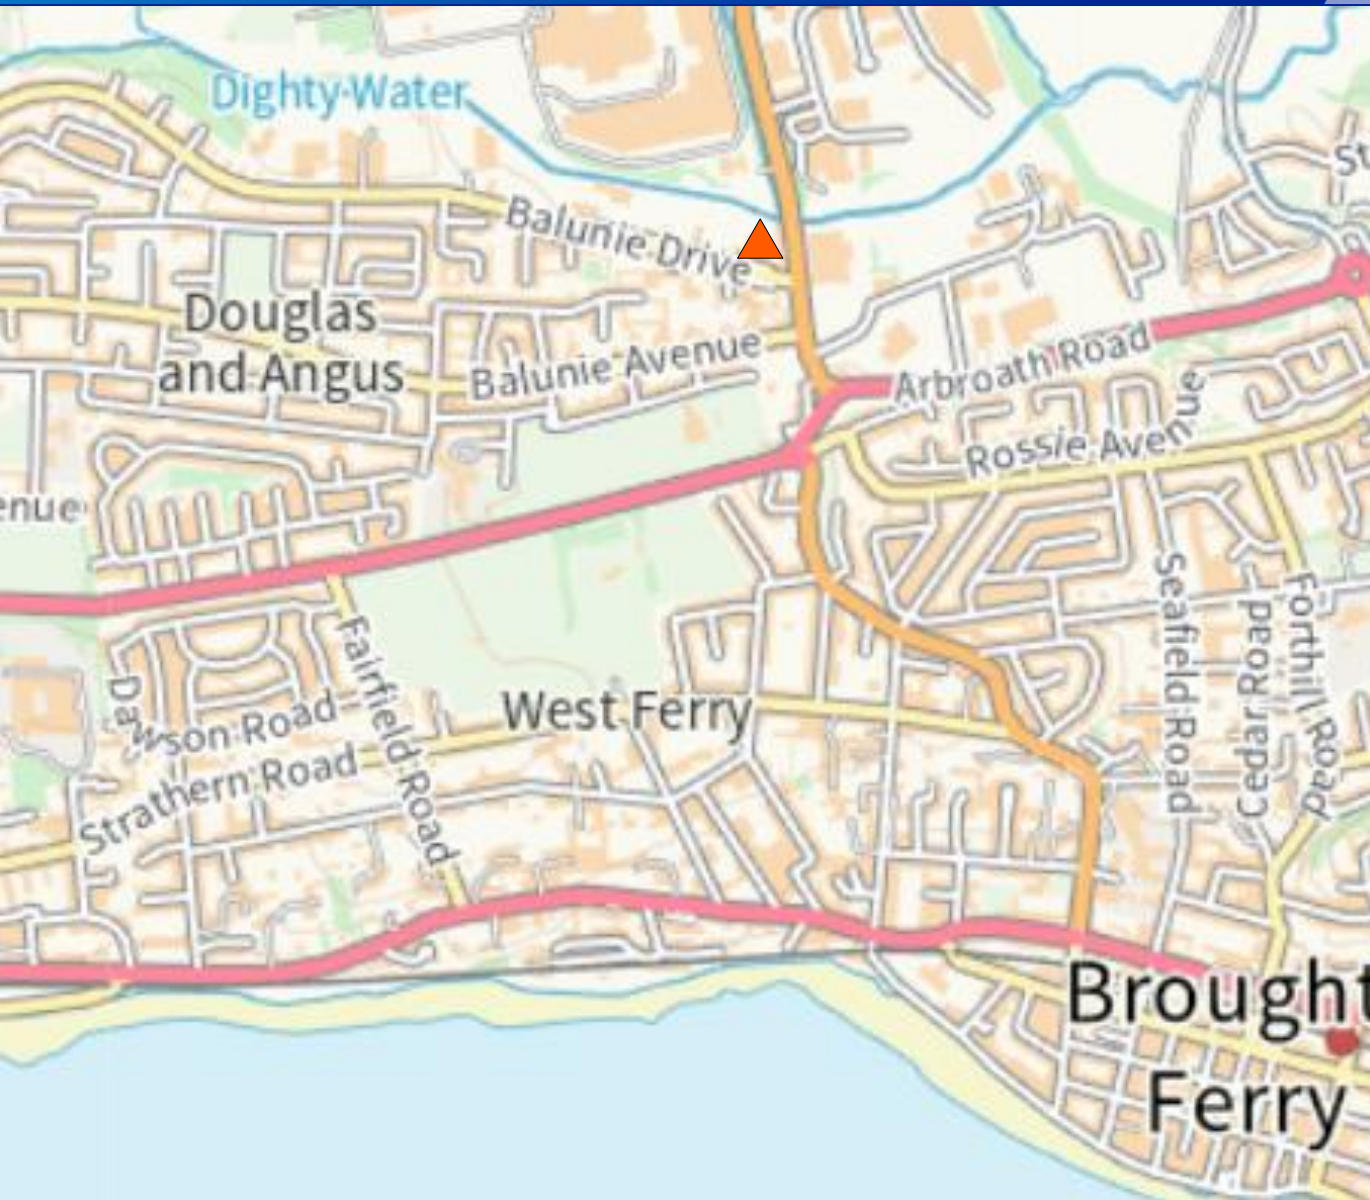 Dighty Water
St
Balunie Drive
Douglas
and Angus
Balunie Avenue
Arbroath Road
Rossie Avenue
enue
Seafield Road
Cedar Road
Forthill Road
Fairfield Road
Dawson Road
West Ferry
Strathern Road
Brought
Ferry